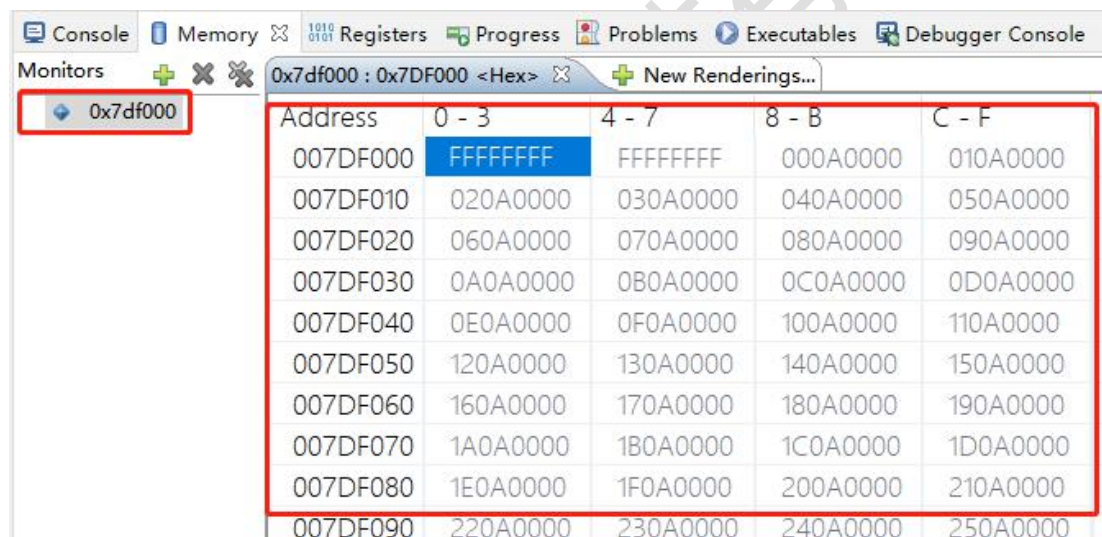 Console Memory Registers Progress Problems Executables Debugger Console
Monitors 0x7df000 : 0x7DF000 <Hex> New Renderings...
0x7df000
Address 0 - 3 4 - 7 8 - B C - F
007DF000 FFFFFFFF FFFFFFFF 000A0000 010A0000
007DF010 020A0000 030A0000 040A0000 050A0000
007DF020 060A0000 070A0000 080A0000 090A0000
007DF030 0A0A0000 0B0A0000 0C0A0000 0D0A0000
007DF040 0E0A0000 0F0A0000 100A0000 110A0000
007DF050 120A0000 130A0000 140A0000 150A0000
007DF060 160A0000 170A0000 180A0000 190A0000
007DF070 1A0A0000 1B0A0000 1C0A0000 1D0A0000
007DF080 1E0A0000 1F0A0000 200A0000 210A0000
007DF090 220A0000 230A0000 240A0000 250A0000